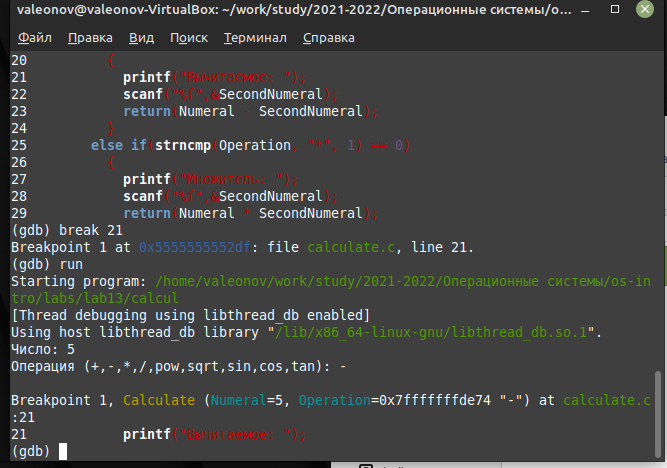 valeonov@valeonov-VirtualBox: ~/work/study/2021-2022/Операционные системы/o...
Файл Правка Вид Поиск Терминал Справка
20 {
21 printf("Вычитаемое: ");
22 scanf("%f",&SecondNumeral);
23 return(Numeral - SecondNumeral);
24 }
25 else if(strncmp(Operation, "*", 1) == 0)
26 {
27 printf("Множитель: ");
28 scanf("%f",&SecondNumeral);
29 return(Numeral * SecondNumeral);
(gdb) break 21
Breakpoint 1 at 0x5555555552df: file calculate.c, line 21.
(gdb) run
Starting program: /home/valeonov/work/study/2021-2022/Операционные системы/os-in
tro/labs/lab13/calcul
[Thread debugging using libthread_db enabled]
Using host libthread_db library "/lib/x86_64-linux-gnu/libthread_db.so.1".
Число: 5
Операция (+,-,*,/,pow,sqrt,sin,cos,tan): -
Breakpoint 1, Calculate (Numeral=5, Operation=0x7fffffffde74 "-") at calculate.c
:21
21 printf("Вычитаемое: ");
(gdb)